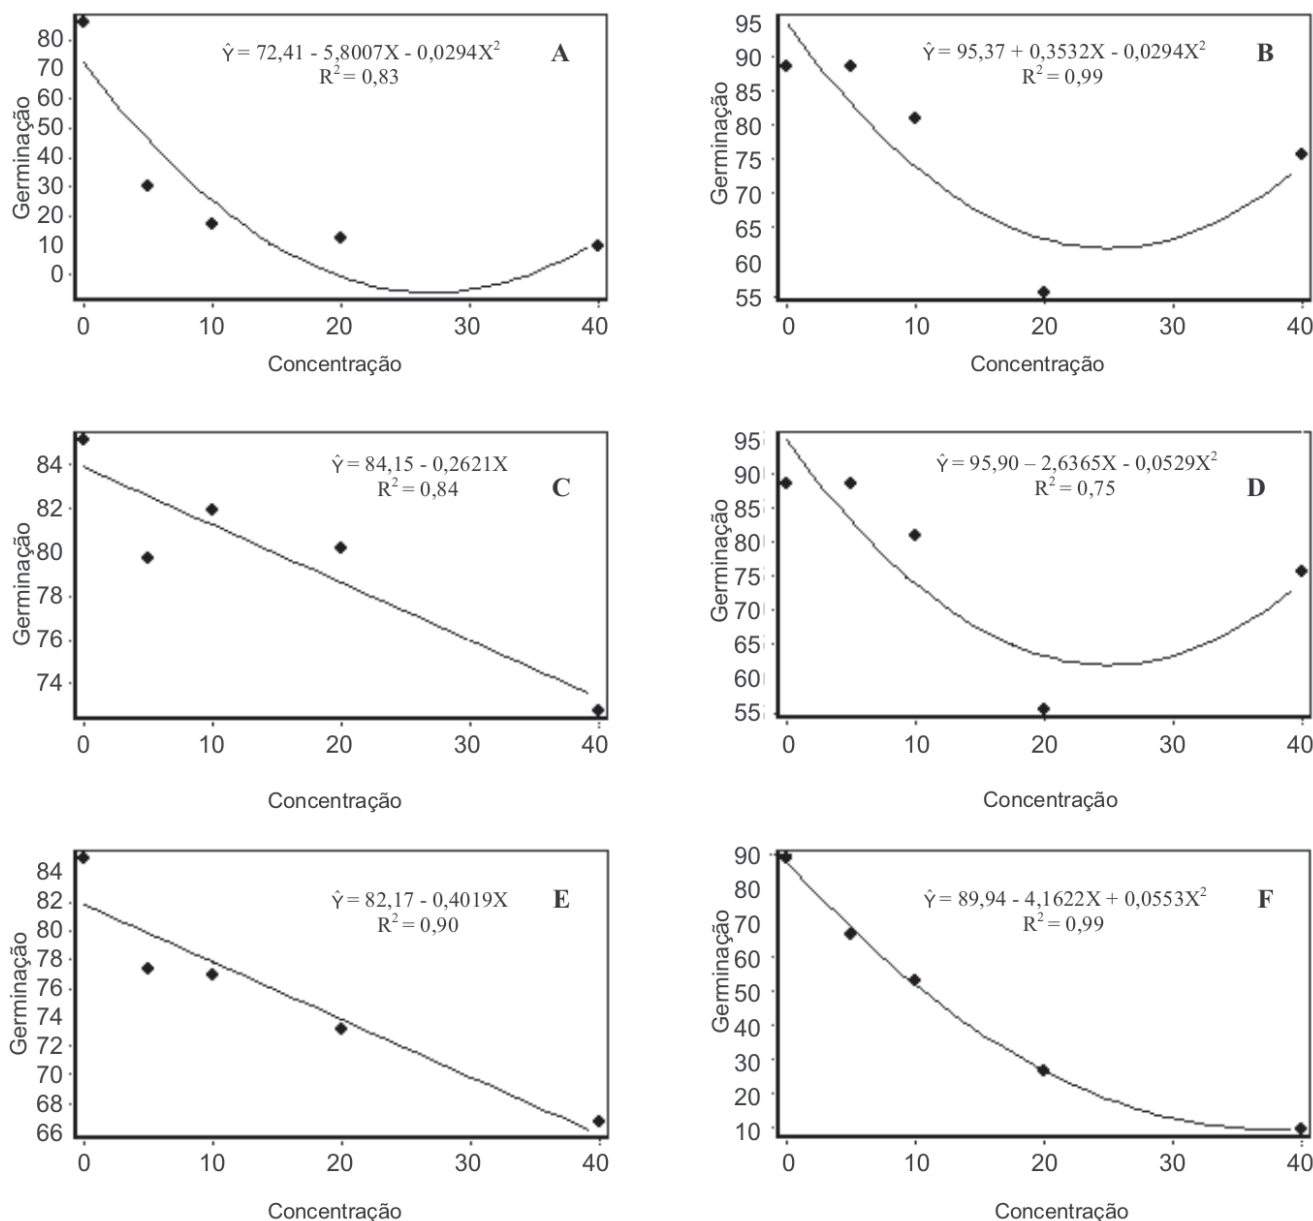 Ŷ = 72,41 - 5,8007X - 0,0294X²
R² = 0,83
A
Germinação
80
70
60
50
40
30
20
10
0
0 10 20 30 40
Concentração
Ŷ = 95,37 + 0,3532X - 0,0294X²
R² = 0,99
B
Germinação
95
90
85
80
75
70
65
60
55
0 10 20 30 40
Concentração
Ŷ = 84,15 - 0,2621X
R² = 0,84
C
Germinação
84
82
80
78
76
74
0 10 20 30 40
Concentração
Ŷ = 95,90 – 2,6365X - 0,0529X²
R² = 0,75
D
Germinação
95
90
85
80
75
70
65
60
55
0 10 20 30 40
Concentração
Ŷ = 82,17 - 0,4019X
R² = 0,90
E
Germinação
84
82
80
78
76
74
72
70
68
66
0 10 20 30 40
Concentração
Ŷ = 89,94 - 4,1622X + 0,0553X²
R² = 0,99
F
Germinação
90
80
70
60
50
40
30
20
10
0 10 20 30 40
Concentração